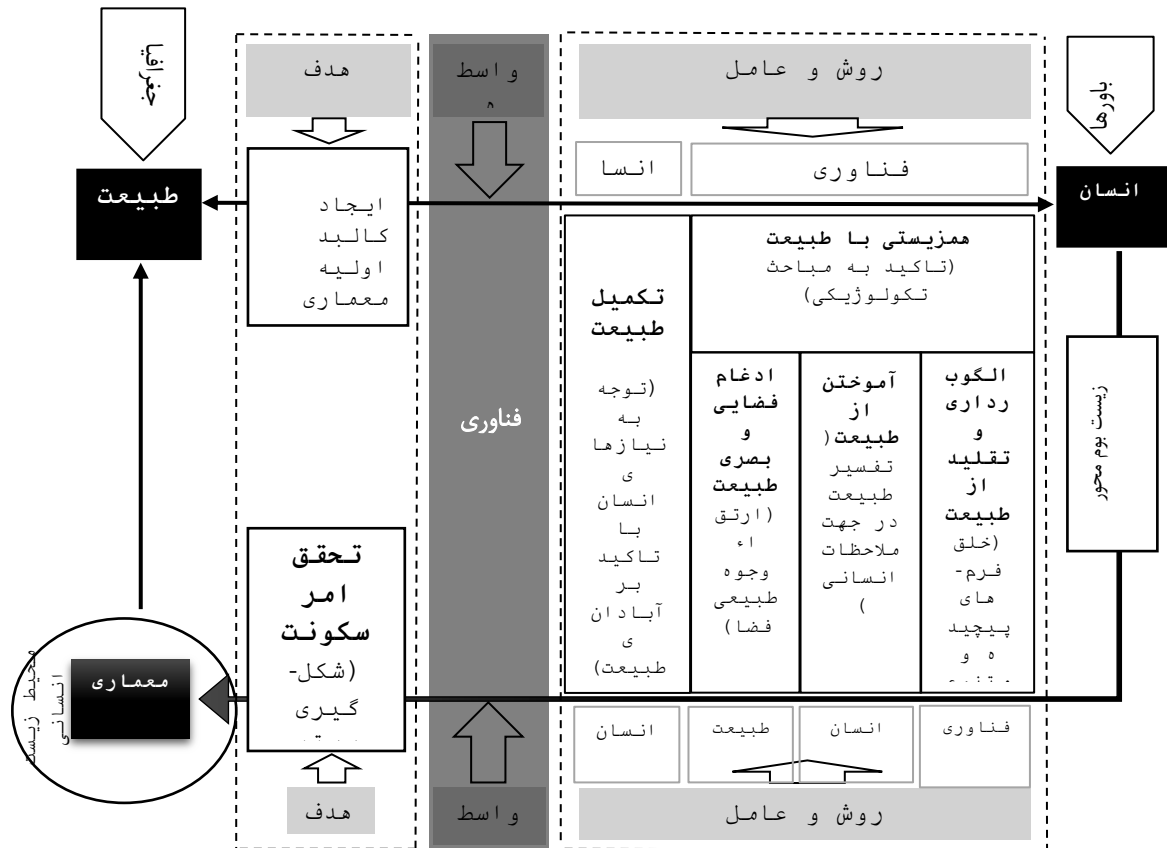 باورها
روش و عامل
واسط
ه
هدف
جغرافیا
انسان
فناوری
انسا
طبیعت
ایجاد
کالبد
اولیه
معماری
همزیستی با طبیعت
(تاکید به مباحث
تکولوژیکی)
الگوب
رداری
و
تقلید
از
طبیعت
(خلق
فرم-
های
پیچید
ه و
آموختن
از
طبیعت(
تفسیر
طبیعت
در جهت
ملاحظات
انسانی
)
ادغام
فضایی
و
بصری
طبیعت
(ارتق
اء
وجوه
طبیعی
فضا)
تکمیل
طبیعت
(توجه
به
نیازها
ی
انسان
با
تاکید
بر
آبادان
ی
طبیعت)
فناوری
زیست بوم محور
تحقق
امر
سکونت
(شکل-
گیری
معماری
محیط زیست
انسانی
فناوری
انسان
طبیعت
انسان
روش و عامل
واسط
هدف